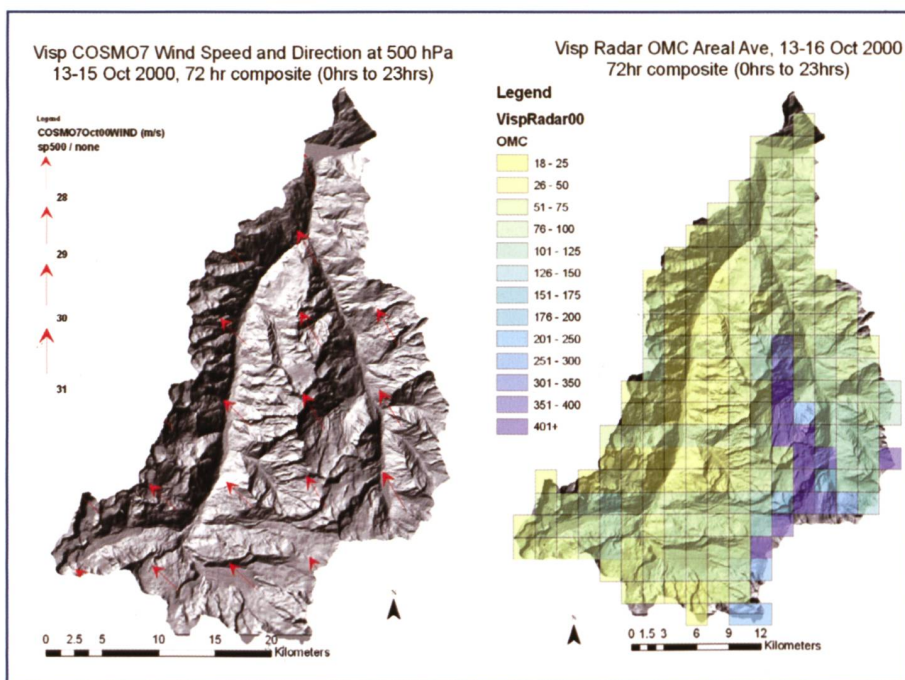 Visp COSMO7 Wind Speed and Direction at 500 hPa
13-15 Oct 2000, 72 hr composite (0hrs to 23hrs)
Legend
COSMO7Oct00WIND (m/s)
sp500 / none
28
29
30
31
0 2.5 5 10 15 20
Kilometers
Visp Radar OMC Areal Ave, 13-16 Oct 2000
72hr composite (0hrs to 23hrs)
Legend
VispRadar00
OMC
18 - 25
26 - 50
51 - 75
76 - 100
101 - 125
126 - 150
151 - 175
176 - 200
201 - 250
251 - 300
301 - 350
351 - 400
401+
0 1.5 3 6 9 12
Kilometers